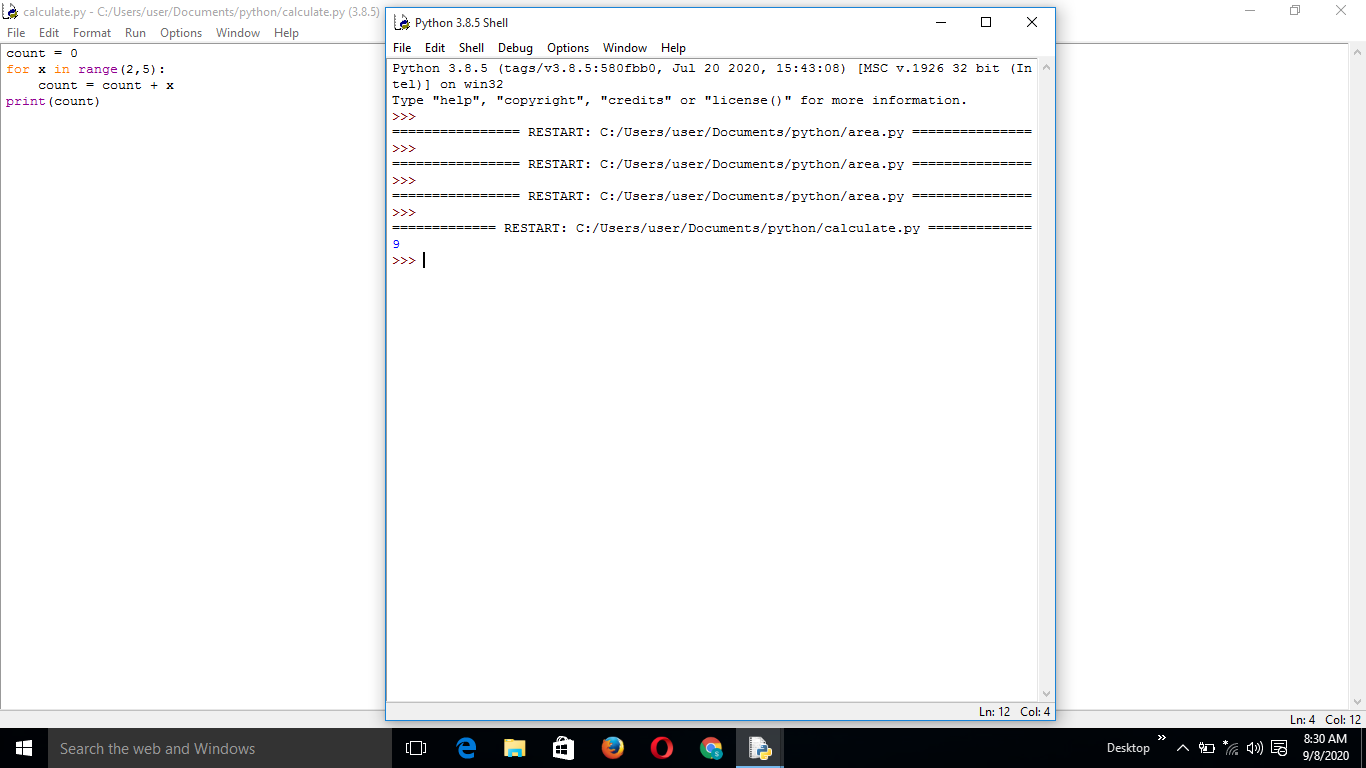 calculate.py - C:/Users/user/Documents/python/calculate.py (3.8.5)
File Edit Format Run Options Window Help
count = 0
for x in range(2,5):
    count = count + x
print(count)
Python 3.8.5 Shell
File Edit Shell Debug Options Window Help
Python 3.8.5 (tags/v3.8.5:580fbb0, Jul 20 2020, 15:43:08) [MSC v.1926 32 bit (In
tel)] on win32
Type "help", "copyright", "credits" or "license()" for more information.
>>>
================ RESTART: C:/Users/user/Documents/python/area.py ===============
>>>
================ RESTART: C:/Users/user/Documents/python/area.py ===============
>>>
================ RESTART: C:/Users/user/Documents/python/area.py ===============
>>>
============= RESTART: C:/Users/user/Documents/python/calculate.py =============
9
>>>
Ln: 12 Col: 4
Ln: 4 Col: 12
Search the web and Windows
Desktop
8:30 AM
9/8/2020